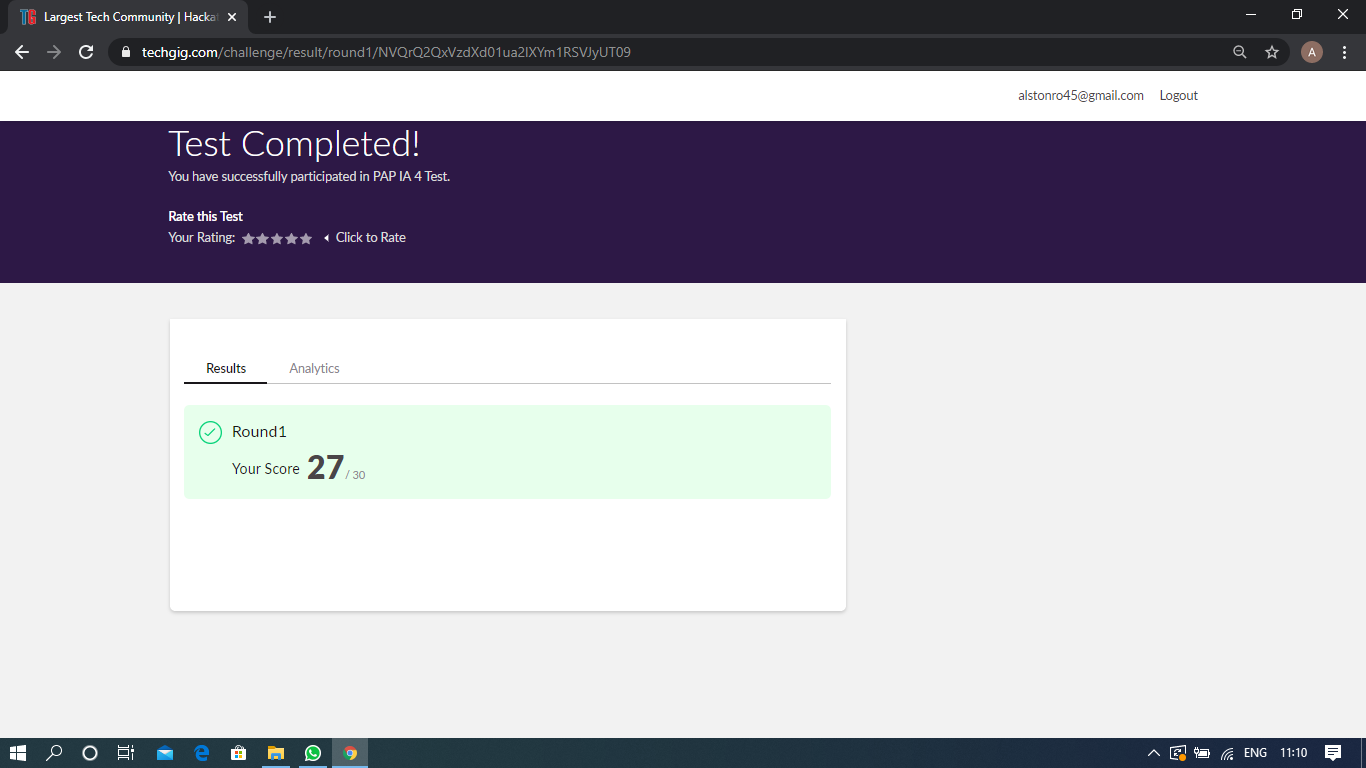 Largest Tech Community | Hacka
techgig.com/challenge/result/round1/NVQrQ2QxVzdXd01ua2lXYm1RSVJyUT09
A
alstonro45@gmail.com Logout
Test Completed!
You have successfully participated in PAP IA 4 Test.
Rate this Test
Your Rating: Click to Rate
Results Analytics
Round1
Your Score 27 / 30
ENG 11:10